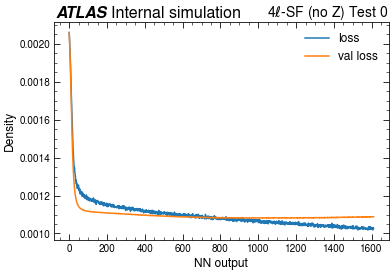 ATLAS Internal simulation
4ℓ-SF (no Z) Test 0
loss
val loss
0.0020
0.0018
0.0016
0.0014
0.0012
0.0010
Density
0 200 400 600 800 1000 1200 1400 1600
NN output